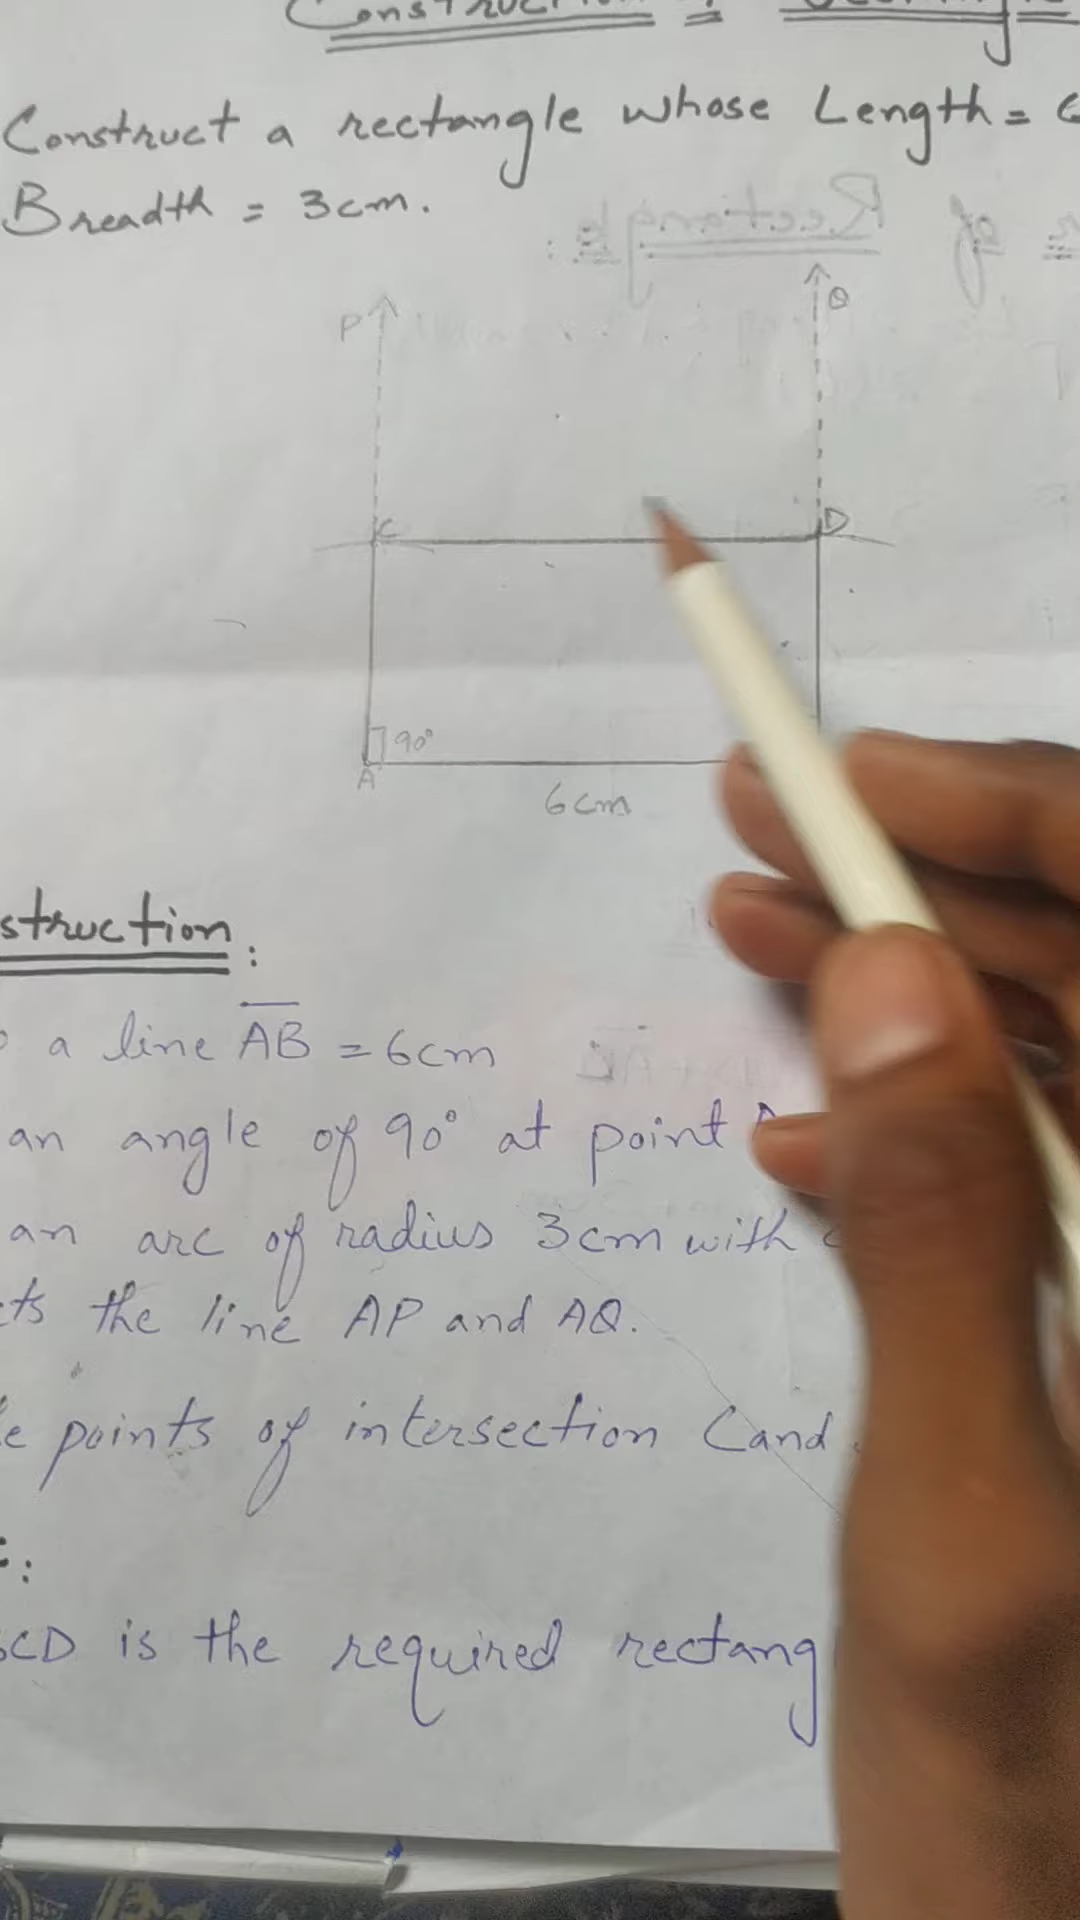 Construction
Construct a rectangle whose Length =
Breadth = 3cm.
P
Q
C
D
90°
A
6cm
struction:
a line AB = 6cm
an angle of 90° at point
an arc of radius 3cm with
the line AP and AQ.
points of intersection C and
CD is the required rectang